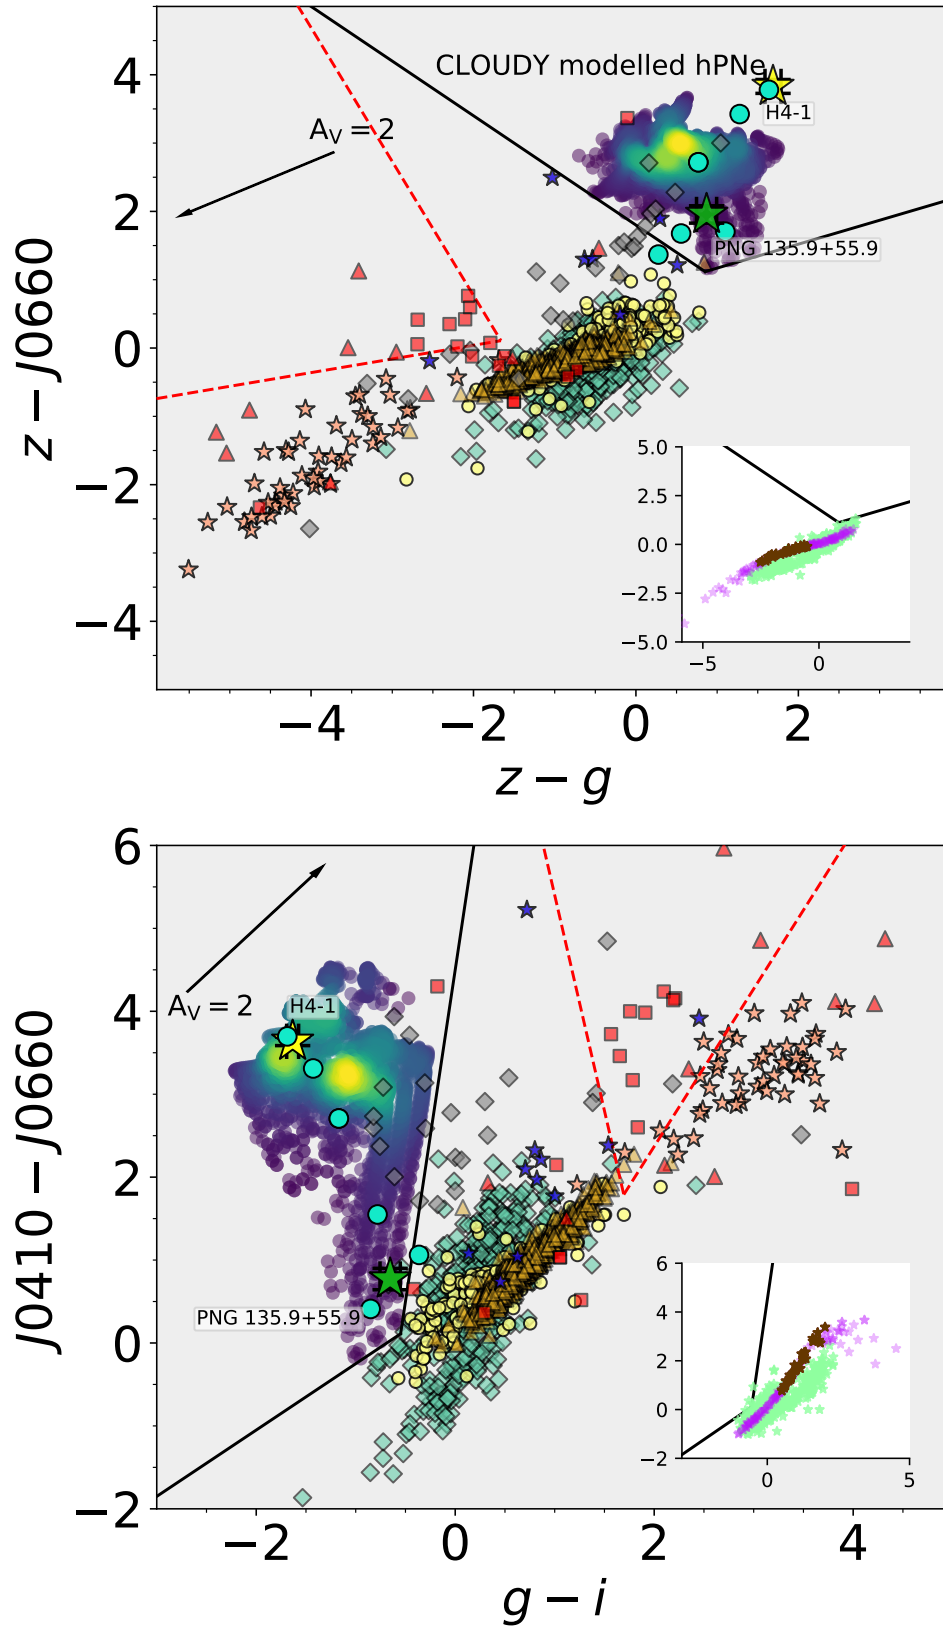 CLOUDY modelled hPNe
H4-1
A_V = 2
PNG 135.9+55.9
4
2
0
−2
−4
z − J0660
5.0
2.5
0.0
−2.5
−5.0
−5 0
−4 −2 0 2
z − g
6
4
2
0
−2
J0410 − J0660
H4-1
A_V = 2
PNG 135.9+55.9
6
4
2
0
−2
0 5
−2 0 2 4
g − i